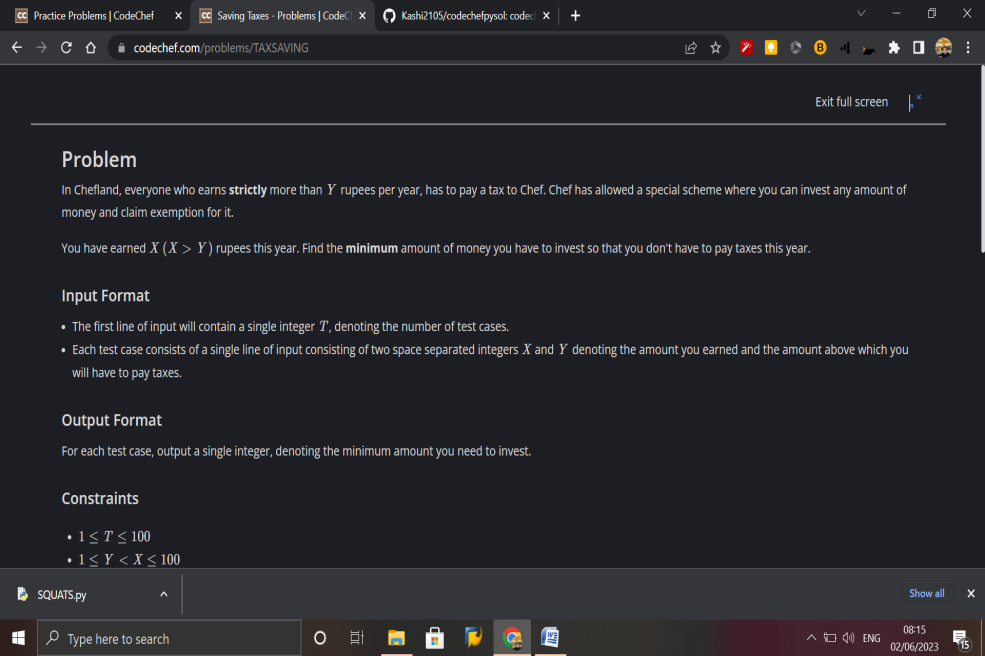 Practice Problems | CodeChef
Saving Taxes - Problems | CodeC
Kashi2105/codechefpysol: codec
codechef.com/problems/TAXSAVING
Exit full screen
Problem
In Chefland, everyone who earns strictly more than Y rupees per year, has to pay a tax to Chef. Chef has allowed a special scheme where you can invest any amount of
money and claim exemption for it.
You have earned X (X > Y) rupees this year. Find the minimum amount of money you have to invest so that you don't have to pay taxes this year.
Input Format
• The first line of input will contain a single integer T, denoting the number of test cases.
• Each test case consists of a single line of input consisting of two space separated integers X and Y denoting the amount you earned and the amount above which you
will have to pay taxes.
Output Format
For each test case, output a single integer, denoting the minimum amount you need to invest.
Constraints
• 1 ≤ T ≤ 100
• 1 ≤ Y < X ≤ 100
SQUATS.py
Show all
Type here to search
ENG
08:15
02/06/2023
15